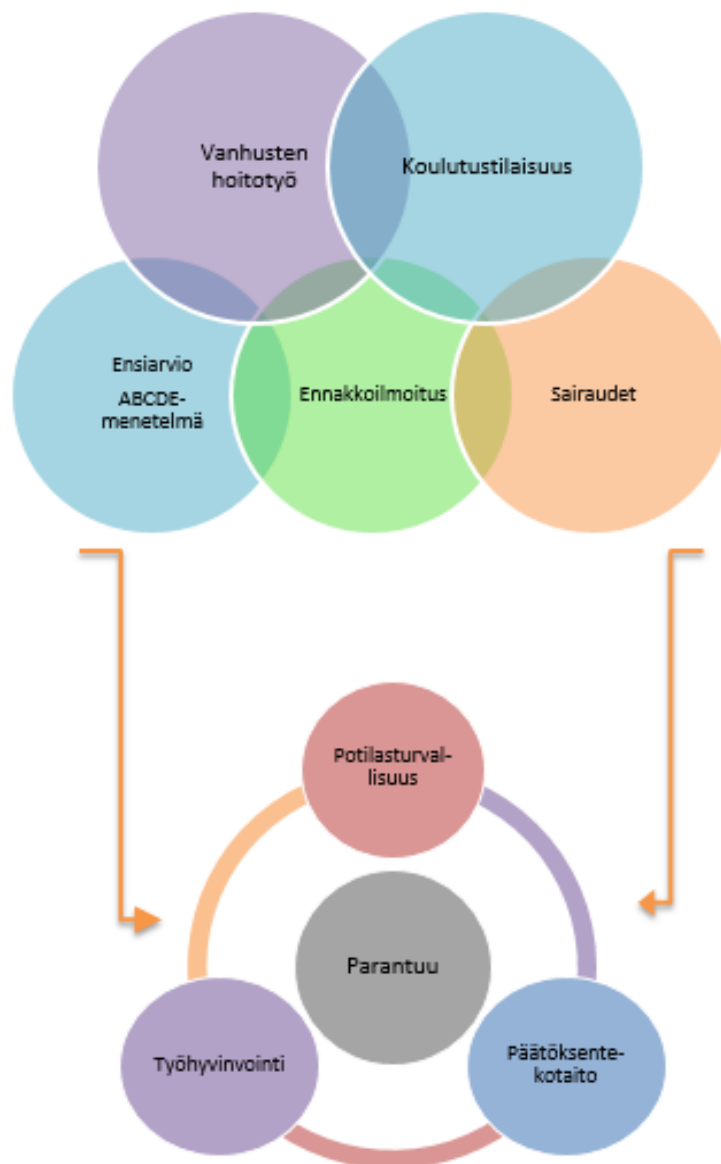 Vanhusten
hoitotyö
Koulutustilaisuus
Ensiarvio
ABCDE-
menetelmä
Ennakkoilmoitus
Sairaudet
Potilasturval-
lisuus
Parantuu
Työhyvinvointi
Päätöksente-
kotaito